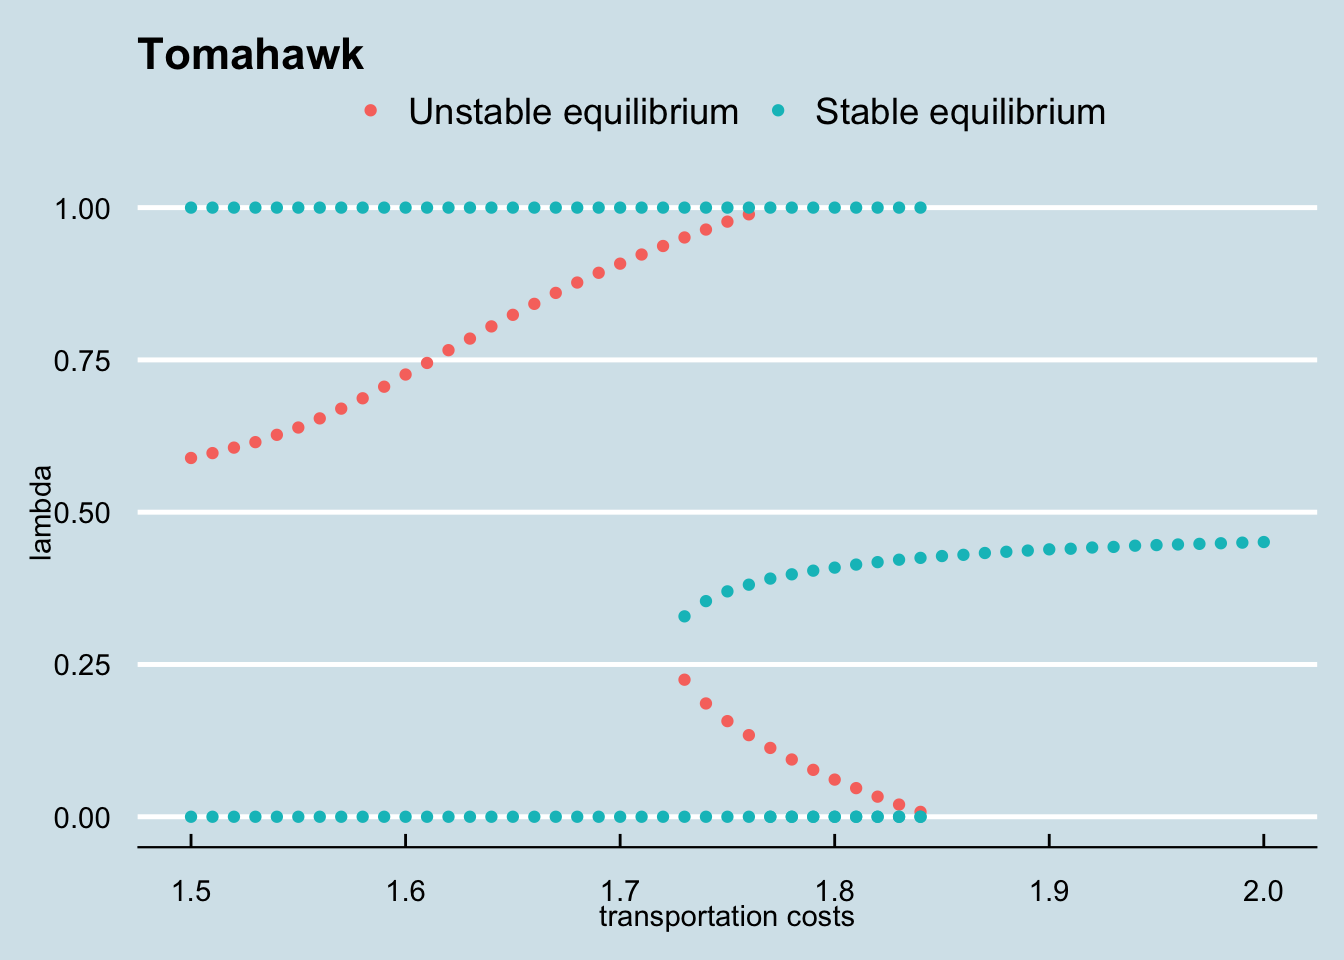 Tomahawk
Unstable equilibrium Stable equilibrium
1.00
0.75
0.50
0.25
0.00
lambda
1.5 1.6 1.7 1.8 1.9 2.0
transportation costs